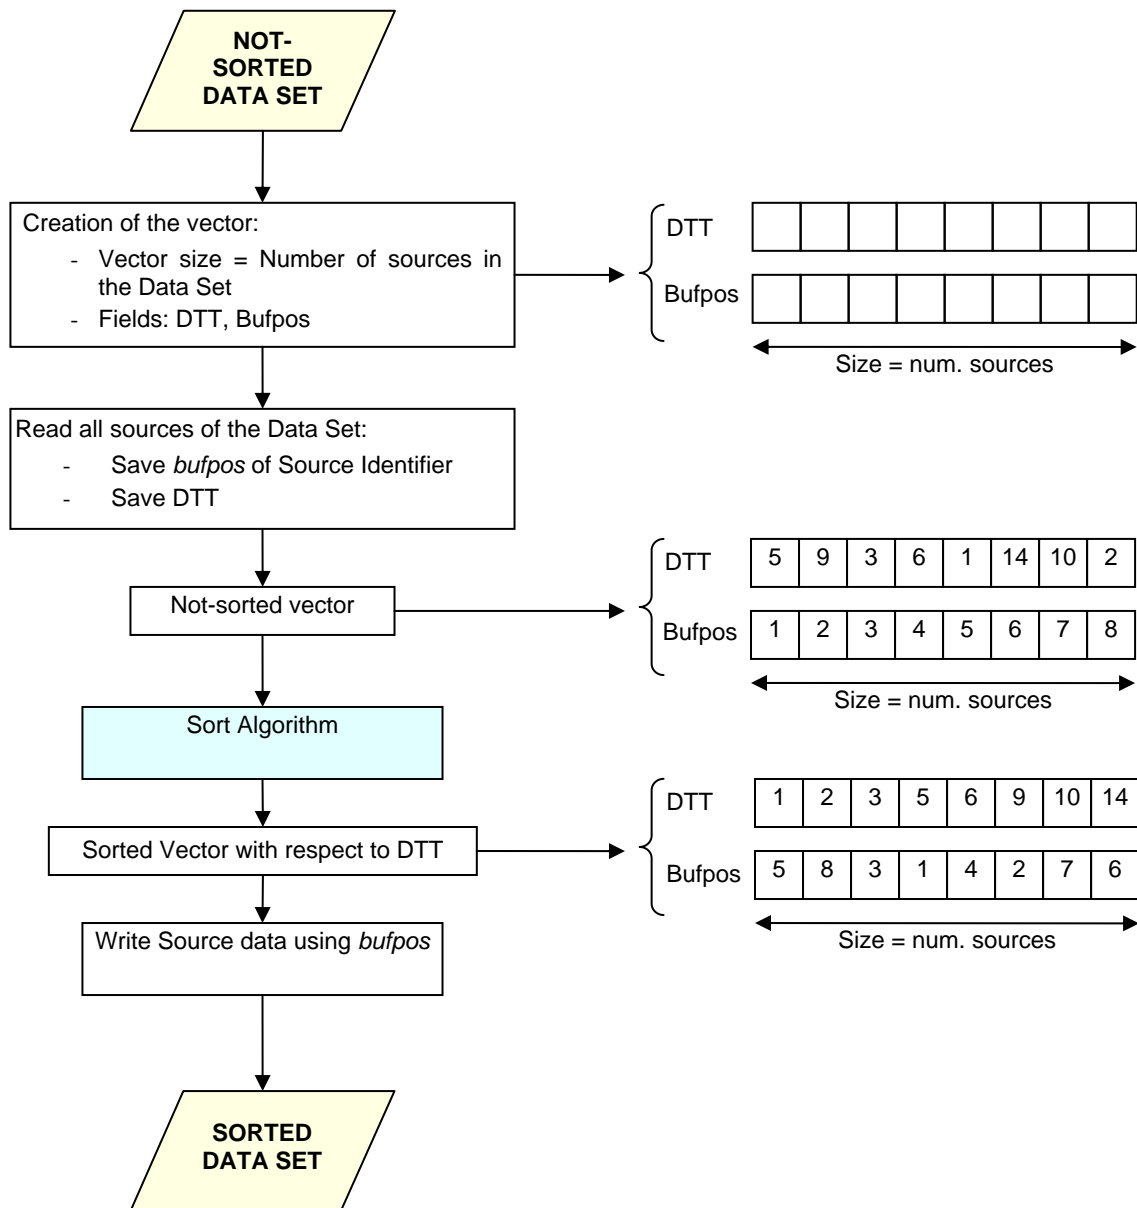 NOT-
SORTED
DATA SET
Creation of the vector:
- Vector size = Number of sources in
the Data Set
- Fields: DTT, Bufpos
DTT
Bufpos
Size = num. sources
Read all sources of the Data Set:
- Save bufpos of Source Identifier
- Save DTT
Not-sorted vector
DTT 5 9 3 6 1 14 10 2
Bufpos 1 2 3 4 5 6 7 8
Size = num. sources
Sort Algorithm
Sorted Vector with respect to DTT
DTT 1 2 3 5 6 9 10 14
Bufpos 5 8 3 1 4 2 7 6
Size = num. sources
Write Source data using bufpos
SORTED
DATA SET